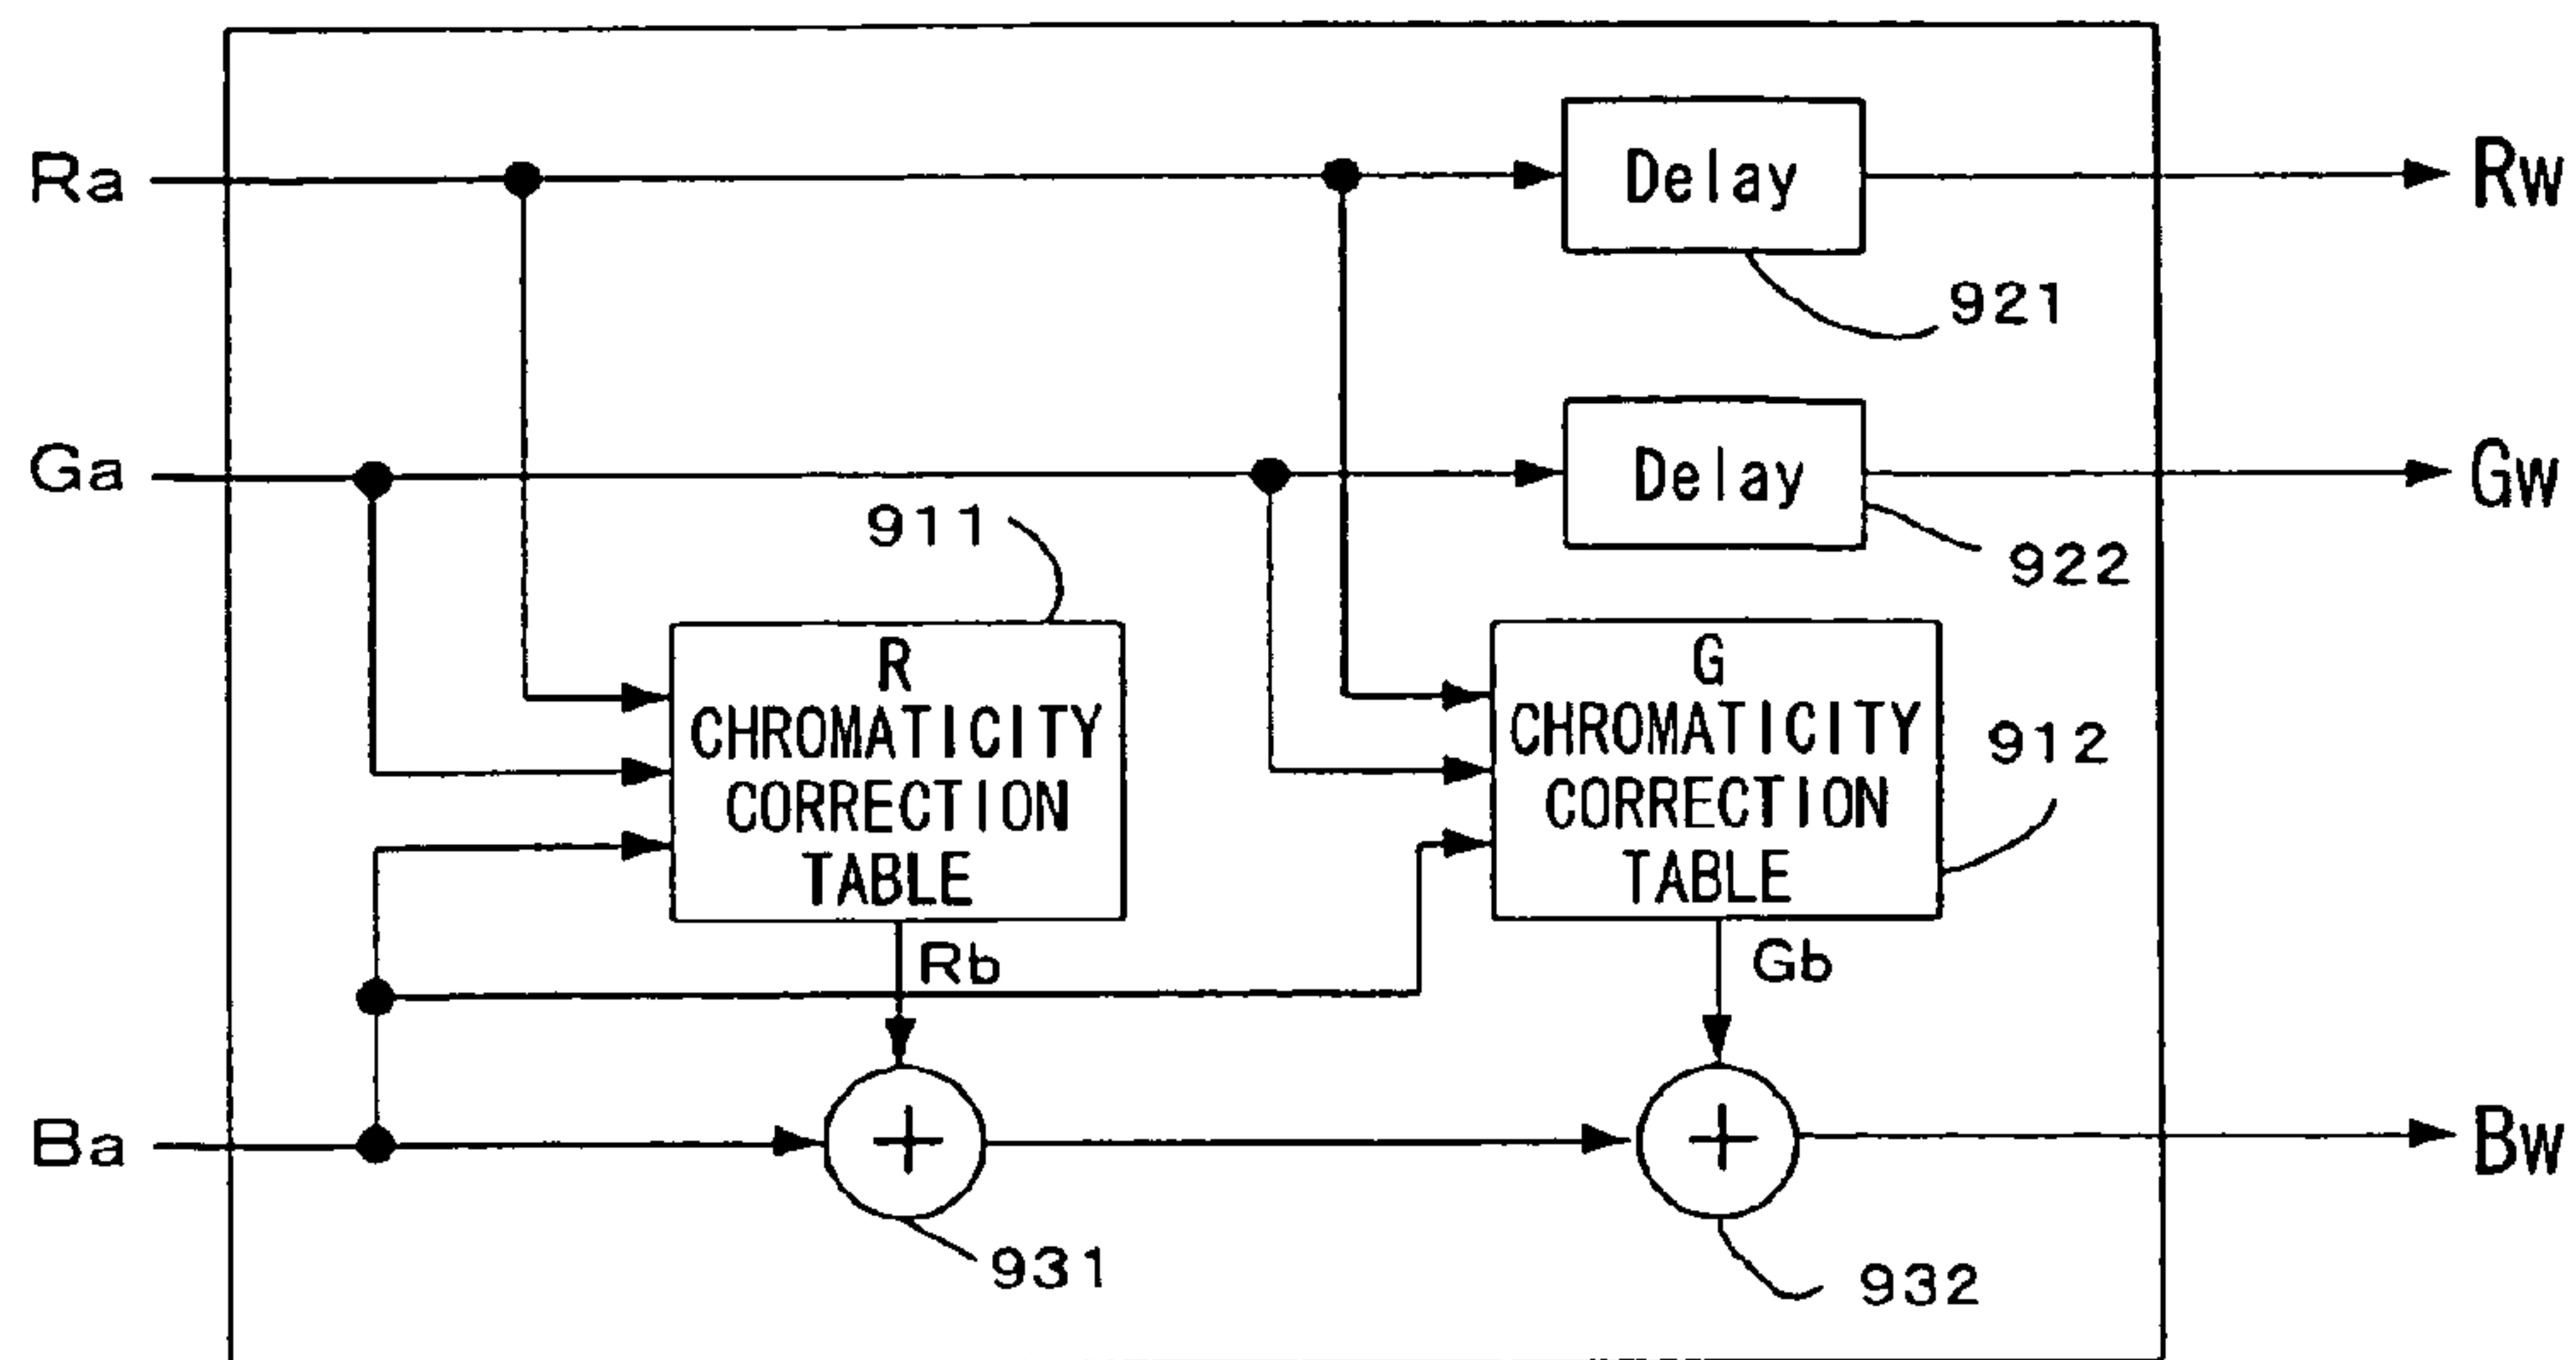 Ra
Delay
Rw
921
Ga
Delay
Gw
922
911
R
CHROMATICITY
CORRECTION
TABLE
G
CHROMATICITY
CORRECTION
TABLE
912
Rb
Gb
Ba
Bw
931
932